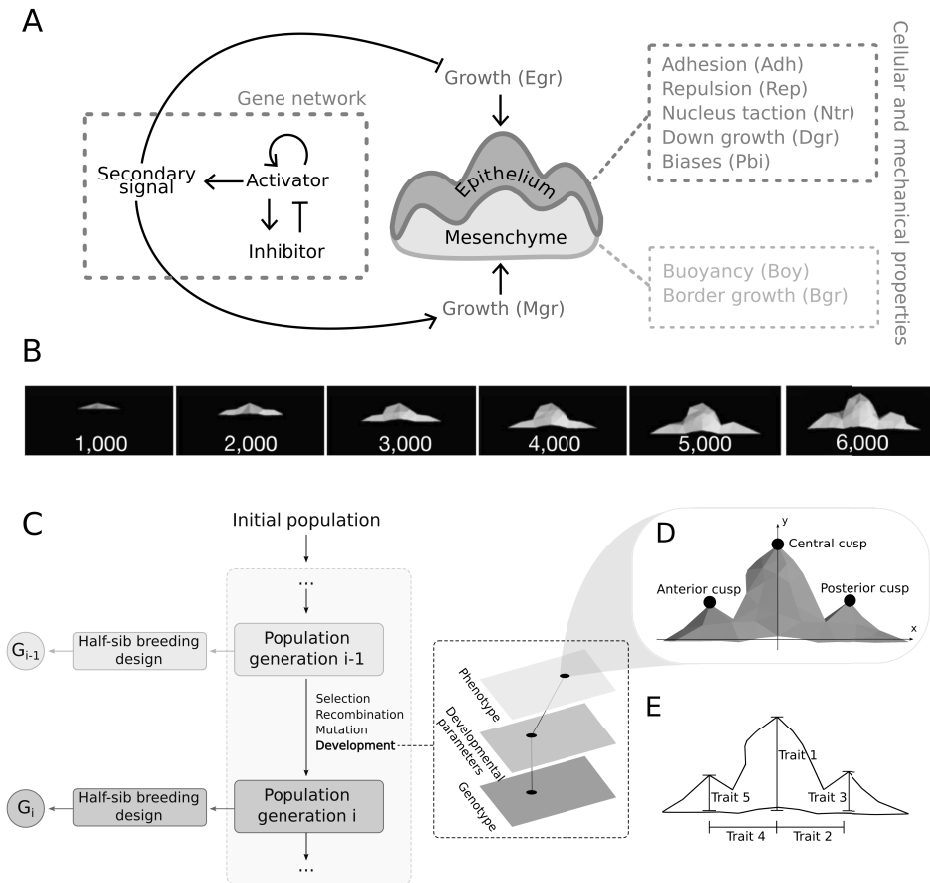 A
Growth (Egr)
Gene network
Secondary
signal
Activator
Inhibitor
Epithelium
Mesenchyme
Growth (Mgr)
Adhesion (Adh)
Repulsion (Rep)
Nucleus taction (Ntr)
Down growth (Dgr)
Biases (Pbi)
Buoyancy (Boy)
Border growth (Bgr)
Cellular and mechanical properties
B
1,000
2,000
3,000
4,000
5,000
6,000
C
Initial population
...
Gi-1
Half-sib breeding
design
Population
generation i-1
Selection
Recombination
Mutation
Development
Gi
Half-sib breeding
design
Population
generation i
...
Phenotype
Developmental
parameters
Genotype
D
y
Central cusp
Anterior cusp
Posterior cusp
x
E
Trait 1
Trait 5
Trait 3
Trait 4
Trait 2